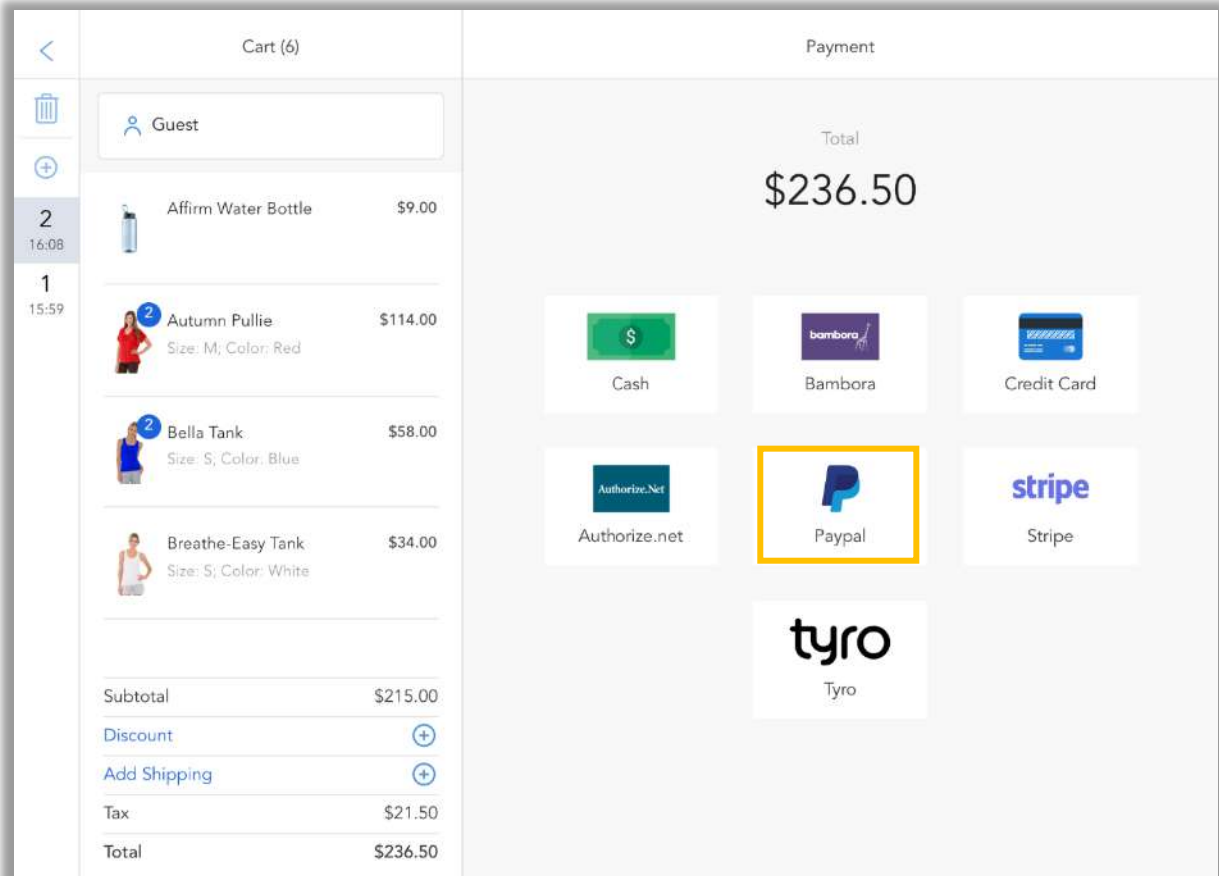 Cart (6)
Payment
Guest
2
16:08
1
15:59
Affirm Water Bottle $9.00
2
Autumn Pullie $114.00
Size: M; Color: Red
2
Bella Tank $58.00
Size: S, Color: Blue
Breathe-Easy Tank $34.00
Size: S; Color: White
Subtotal $215.00
Discount
Add Shipping
Tax $21.50
Total $236.50
Total
$236.50
$
Cash
bambora
Bambora
Credit Card
Authorize.Net
Authorize.net
Paypal
stripe
Stripe
tyro
Tyro